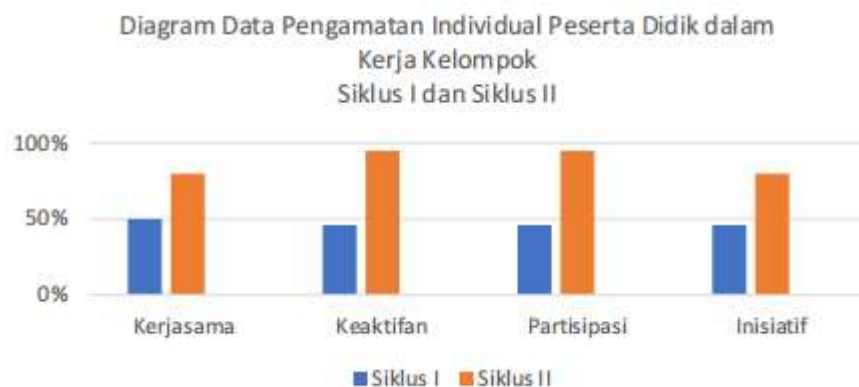 Diagram Data Pengamatan Individual Peserta Didik dalam
Kerja Kelompok
Siklus I dan Siklus II
100%
50%
0%
Kerjasama Keaktifan Partisipasi Inisiatif
Siklus I Siklus II